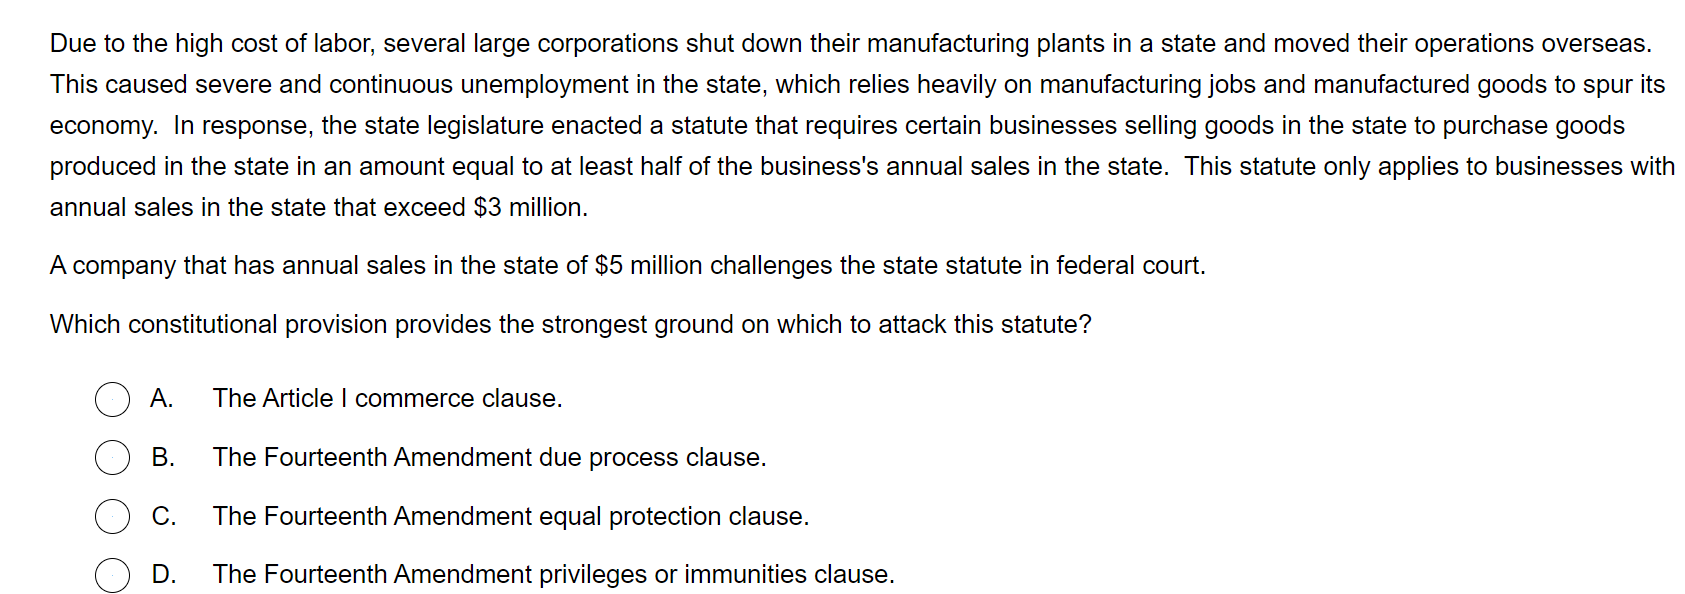 Due to the high cost of labor, several large corporations shut down their manufacturing plants in a state and moved their operations overseas.
This caused severe and continuous unemployment in the state, which relies heavily on manufacturing jobs and manufactured goods to spur its
economy.  In response, the state legislature enacted a statute that requires certain businesses selling goods in the state to purchase goods
produced in the state in an amount equal to at least half of the business's annual sales in the state.  This statute only applies to businesses with
annual sales in the state that exceed $3 million.
A company that has annual sales in the state of $5 million challenges the state statute in federal court.
Which constitutional provision provides the strongest ground on which to attack this statute?
A. The Article I commerce clause.
B. The Fourteenth Amendment due process clause.
C. The Fourteenth Amendment equal protection clause.
D. The Fourteenth Amendment privileges or immunities clause.